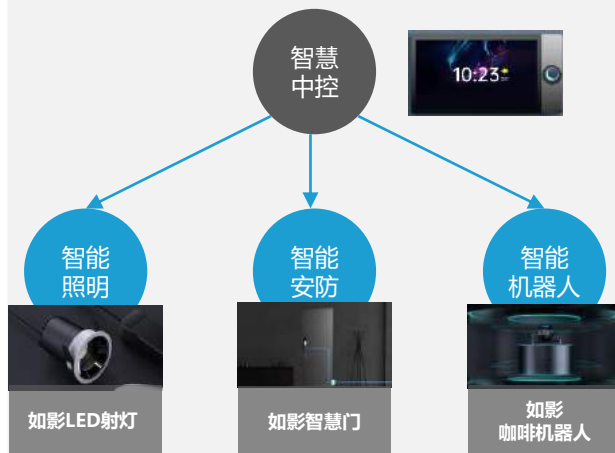 智慧
中控
10:23
智能
照明
智能
安防
智能
机器人
如影LED射灯
如影智慧门
如影
咖啡机器人